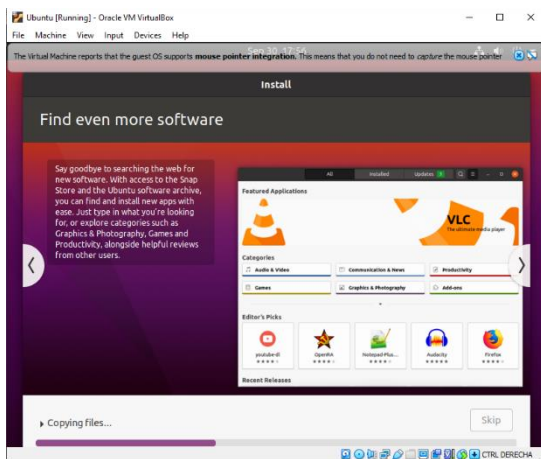 Ubuntu [Running] - Oracle VM VirtualBox
File Machine View Input Devices Help
Sep 30 17:56
The Virtual Machine reports that the guest OS supports mouse pointer integration. This means that you do not need to capture the mouse pointer
Install
Find even more software
Say goodbye to searching the web for
new software. With access to the Snap
Store and the Ubuntu software archive,
you can find and install new apps with
ease. Just type in what you're looking
for, or explore categories such as
Graphics & Photography, Games and
Productivity, alongside helpful reviews
from other users.
All Installed Updates
Featured Applications
VLC
The ultimate media player
Categories
Audio & Video Communication & News Productivity
Games Graphics & Photography Add-ons
Editor's Picks
youtube-dl OpenRA Notepad-Plus... Audacity Firefox
Recent Releases
Copying files...
Skip
CTRL DERECHA